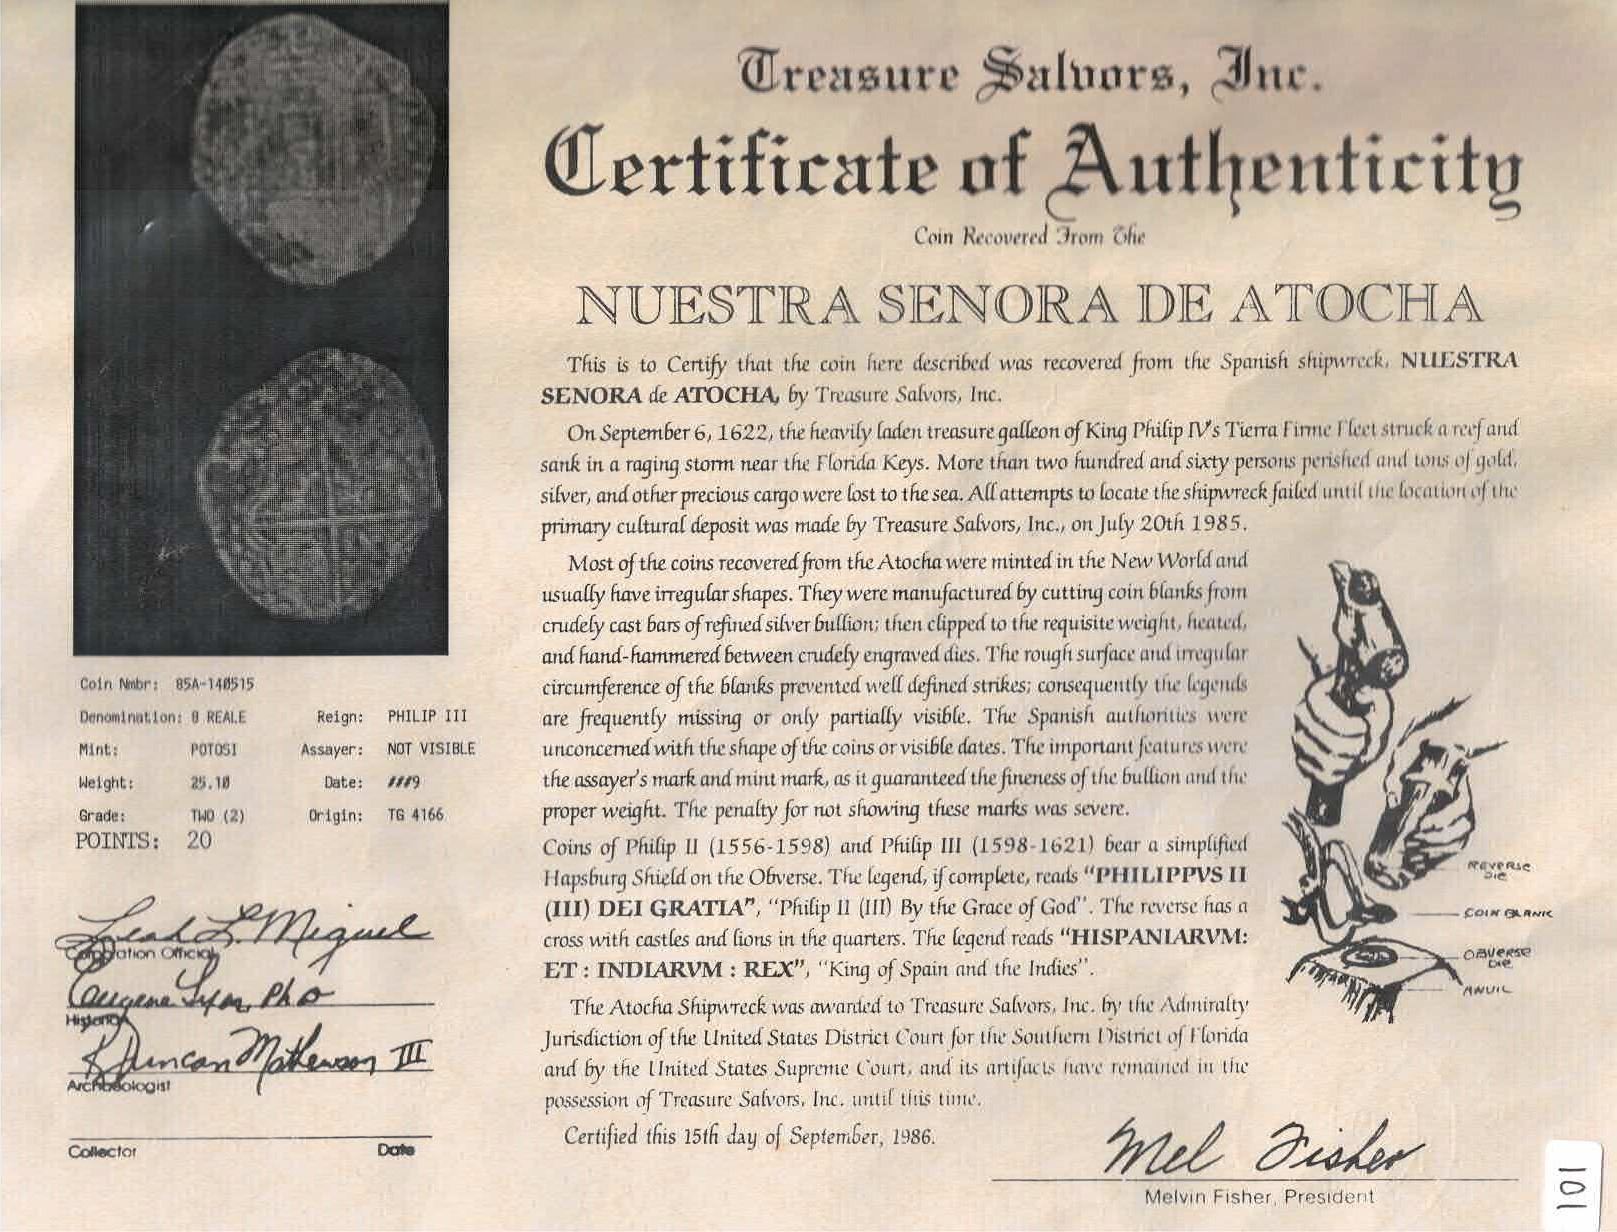 Treasure Salvors, Inc.
Certificate of Authenticity
Coin Recovered From The
NUESTRA SENORA DE ATOCHA
This is to Certify that the coin here described was recovered from the Spanish shipwreck, NUESTRA
SENORA de ATOCHA, by Treasure Salvors, Inc.
On September 6, 1622, the heavily laden treasure galleon of King Philip IV's Tierra Firme Fleet struck a reef and
sank in a raging storm near the Florida Keys. More than two hundred and sixty persons perished and tons of gold,
silver, and other precious cargo were lost to the sea. All attempts to locate the shipwreck failed until the location of the
primary cultural deposit was made by Treasure Salvors, Inc., on July 20th 1985.
Most of the coins recovered from the Atocha were minted in the New World and
usually have irregular shapes. They were manufactured by cutting coin blanks from
crudely cast bars of refined silver bullion; then clipped to the requisite weight, heated,
and hand-hammered between crudely engraved dies. The rough surface and irregular
circumference of the blanks prevented well defined strikes; consequently the legends
are frequently missing or only partially visible. The Spanish authorities were
unconcerned with the shape of the coins or visible dates. The important features were
the assayer's mark and mint mark, as it guaranteed the fineness of the bullion and the
proper weight. The penalty for not showing these marks was severe.
Coins of Philip II (1556-1598) and Philip III (1598-1621) bear a simplified
Hapsburg Shield on the Obverse. The legend, if complete, reads "PHILIPPVS II
(III) DEI GRATIA", "Philip II (III) By the Grace of God". The reverse has a
cross with castles and lions in the quarters. The legend reads "HISPANIARVM:
ET : INDIARVM : REX", "King of Spain and the Indies".
The Atocha Shipwreck was awarded to Treasure Salvors, Inc. by the Admiralty
Jurisdiction of the United States District Court for the Southern District of Florida
and by the United States Supreme Court, and its artifacts have remained in the
possession of Treasure Salvors, Inc. until this time.
Certified this 15th day of September, 1986.
Mel Fisher
Melvin Fisher, President
REVERSE
DIE
COIN BLANK
OBVERSE
DIE
ANVIL
Coin Nmbr: 85A-140515
Denomination: 8 REALE Reign: PHILIP III
Mint: POTOSI Assayer: NOT VISIBLE
Weight: 25.10 Date: ###9
Grade: TWO (2) Origin: TG 4166
POINTS: 20
Leah L. Miguel
Corporation Official
Eugene Lyon, PhD
Historian
R Duncan Mathewson III
Archaeologist
Collector Date
101